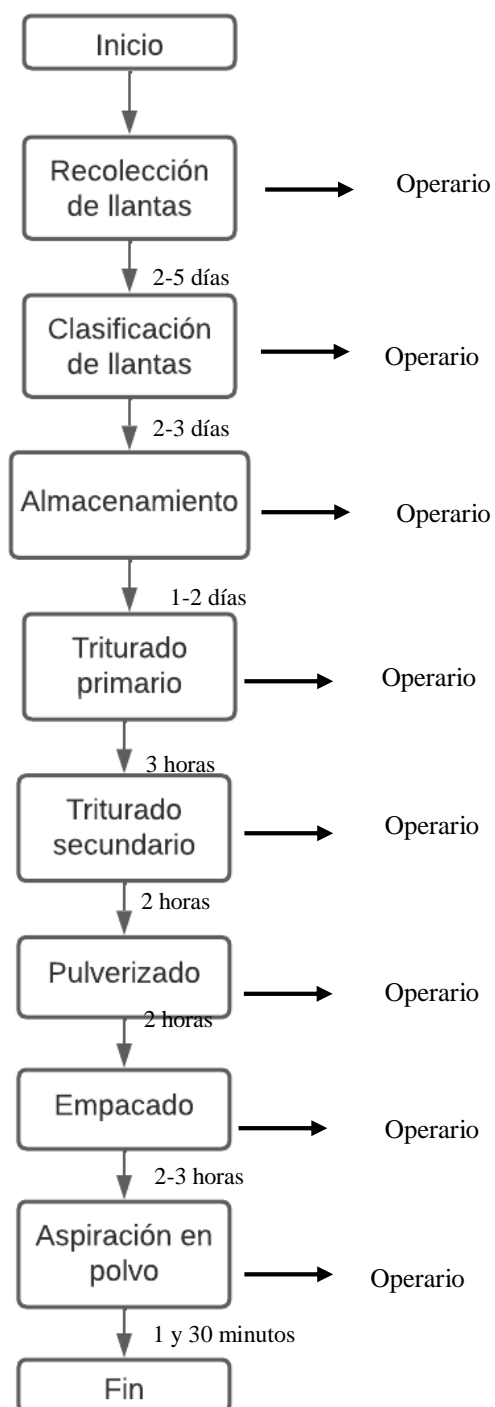 Inicio
Recolección
de llantas
Operario
2-5 días
Clasificación
de llantas
Operario
2-3 días
Almacenamiento
Operario
1-2 días
Triturado
primario
Operario
3 horas
Triturado
secundario
Operario
2 horas
Pulverizado
Operario
2 horas
Empacado
Operario
2-3 horas
Aspiración en
polvo
Operario
1 y 30 minutos
Fin